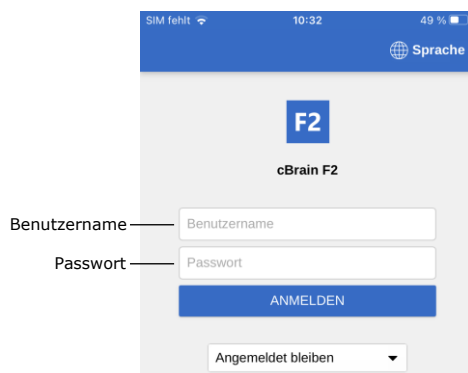 SIM fehlt 10:32 49 %
Sprache
F2
cBrain F2
Benutzername Benutzername
Passwort Passwort
ANMELDEN
Angemeldet bleiben